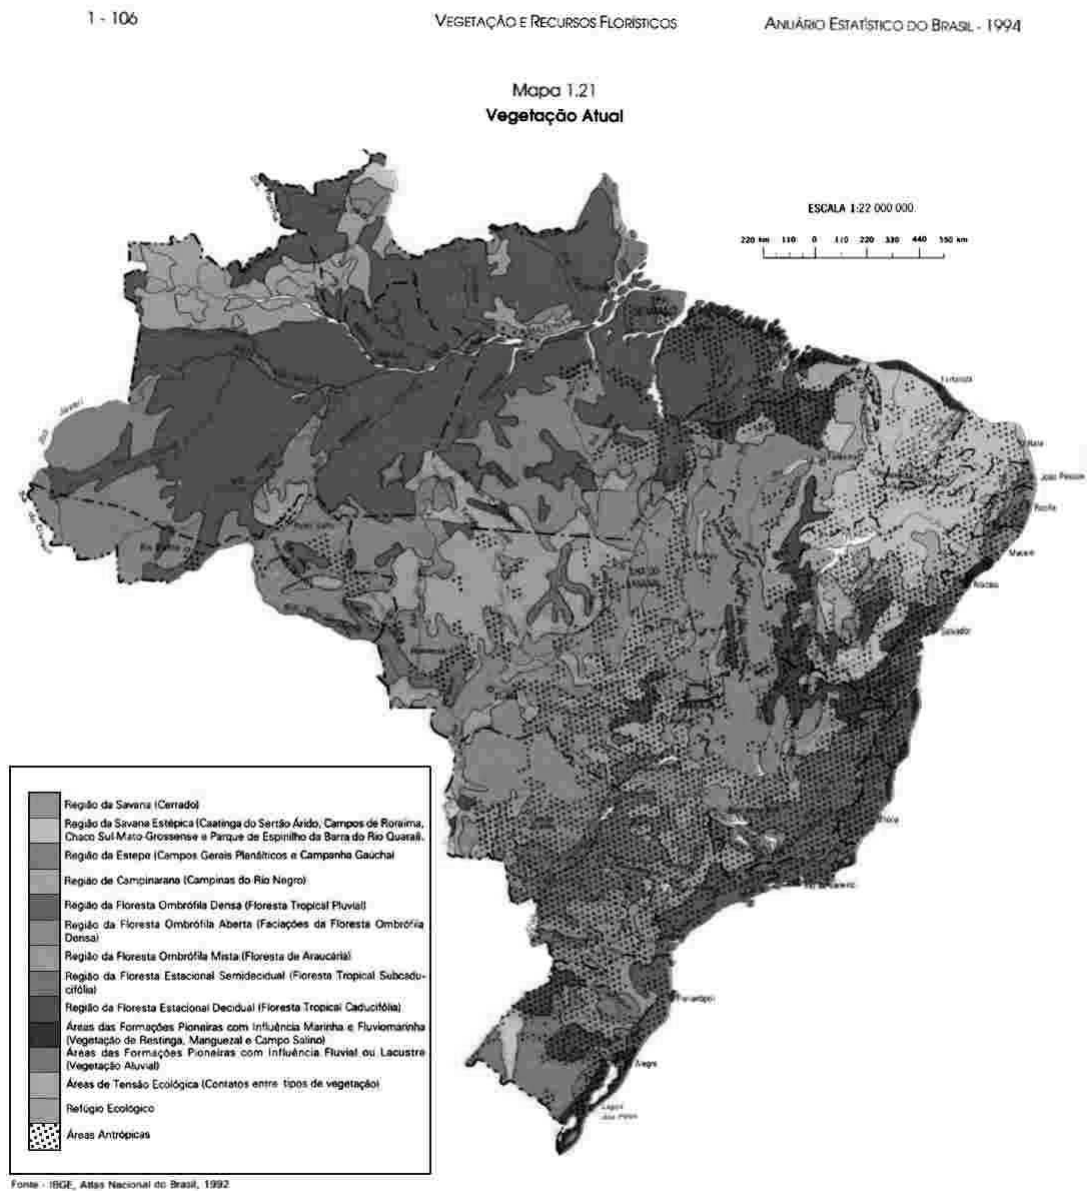 1 - 106
VEGETAÇÃO E RECURSOS FLORÍSTICOS
ANUÁRIO ESTATÍSTICO DO BRASIL - 1994
Mapa 1.21
Vegetação Atual
ESCALA 1:22 000 000
220 km 110 0 110 220 330 440 550 km
Fortaleza
João Pessoa
Recife
Maceió
Aracaju
Salvador
Vitória
Rio Branco
Porto Velho
Região da Savana (Cerrado)
Região da Savana Estépica (Caatinga do Sertão Árido, Campos de Roraima,
Chaco Sul-Mato-Grossense e Parque de Espinilho da Barra do Rio Quaraí).
Região da Estepe (Campos Gerais Planálticos e Campanha Gaúcha)
Região de Campinarana (Campinas do Rio Negro)
Região da Floresta Ombrófila Densa (Floresta Tropical Pluvial)
Região da Floresta Ombrófila Aberta (Faciações da Floresta Ombrófila
Densa)
Região da Floresta Ombrófila Mista (Floresta de Araucária)
Região da Floresta Estacional Semidecidual (Floresta Tropical Subcadu-
cifólia)
Região da Floresta Estacional Decidual (Floresta Tropical Caducifólia)
Áreas das Formações Pioneiras com Influência Marinha e Fluviomarinha
(Vegetação de Restinga, Manguezal e Campo Salino)
Áreas das Formações Pioneiras com Influência Fluvial ou Lacustre
(Vegetação Aluvial)
Áreas de Tensão Ecológica (Contatos entre tipos de vegetação)
Refúgio Ecológico
Áreas Antrópicas
Fonte - IBGE, Atlas Nacional do Brasil, 1992